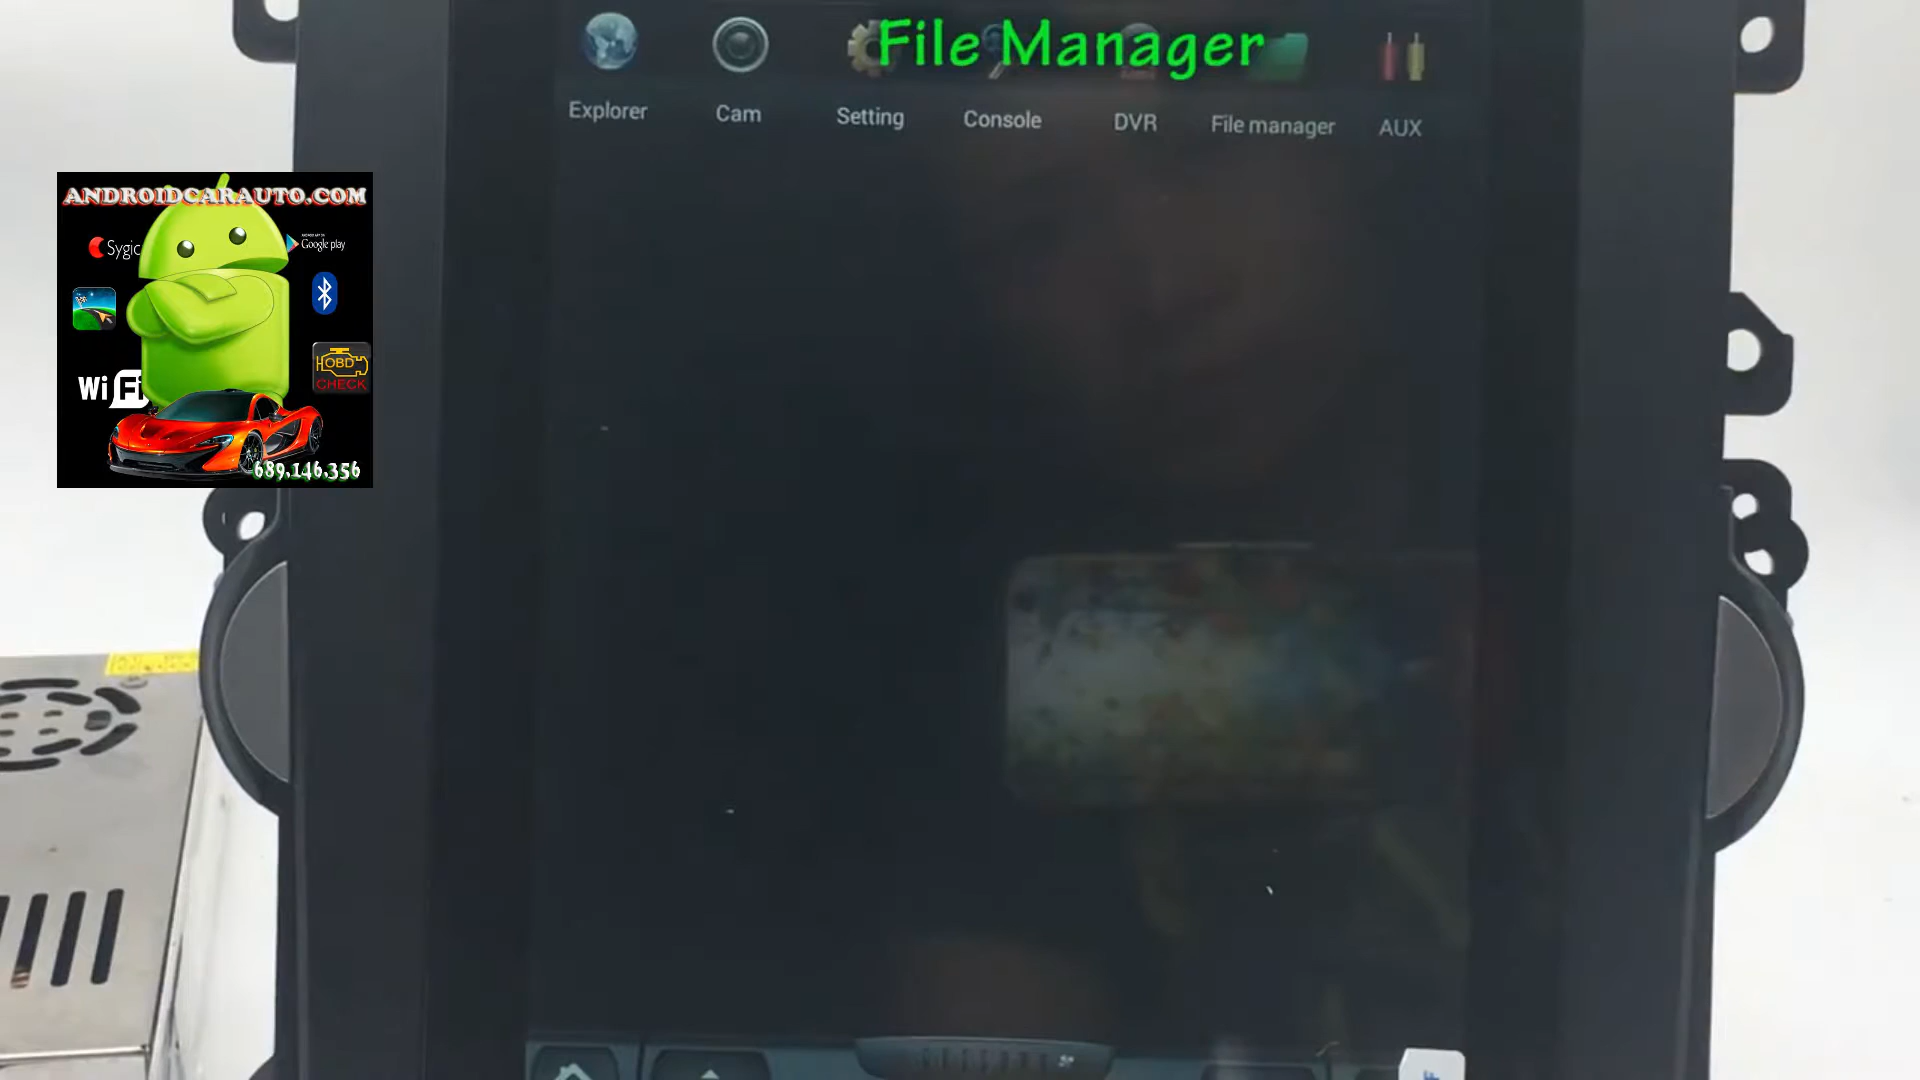 File Manager
Explorer
Cam
Setting
Console
DVR
File manager
AUX
ANDROIDCARAUTO.COM
Sygic
Google play
OBD
CHECK
WiFi
689.146.356